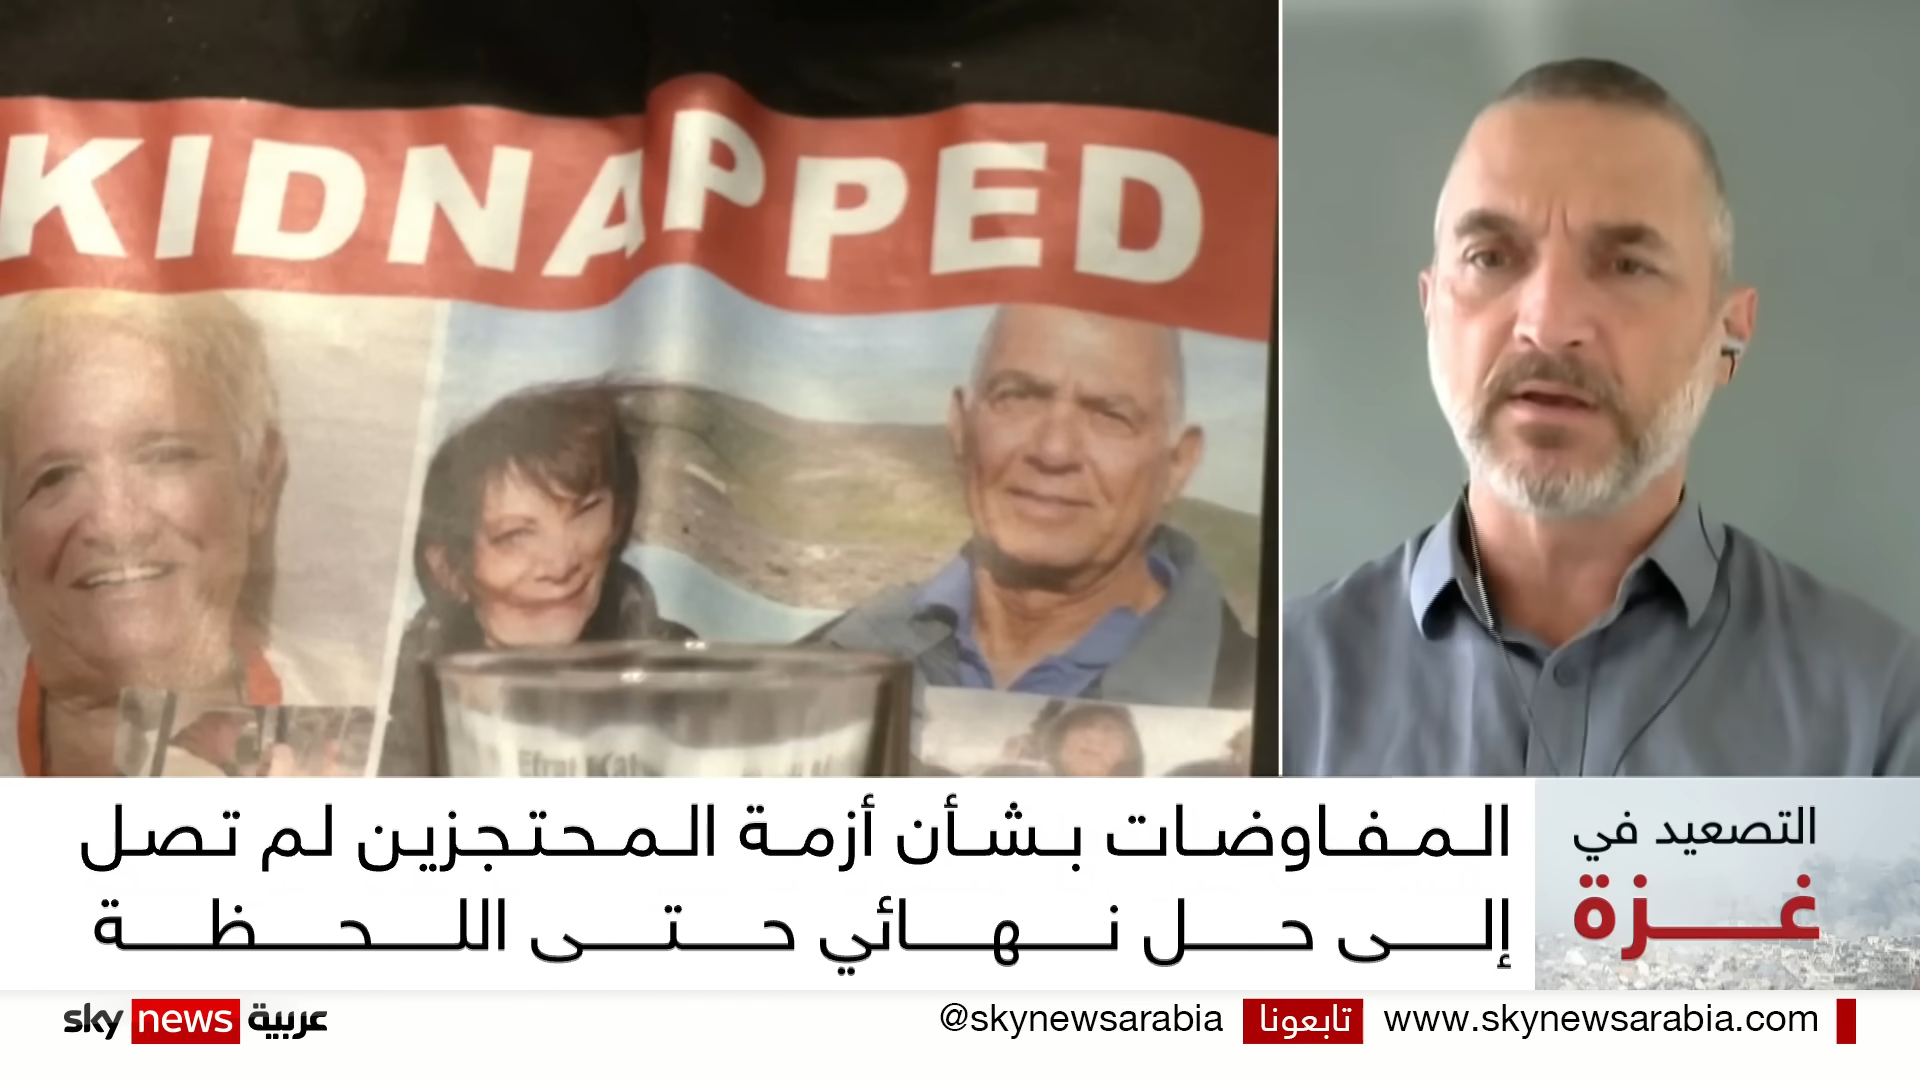 KIDNAPPED
المفاوضات بشأن أزمة المحتجزين لم تصل
إلى حل نهائي حتى اللحظة
التصعيد في
غزة
sky news عربية
@skynewsarabia تابعونا www.skynewsarabia.com